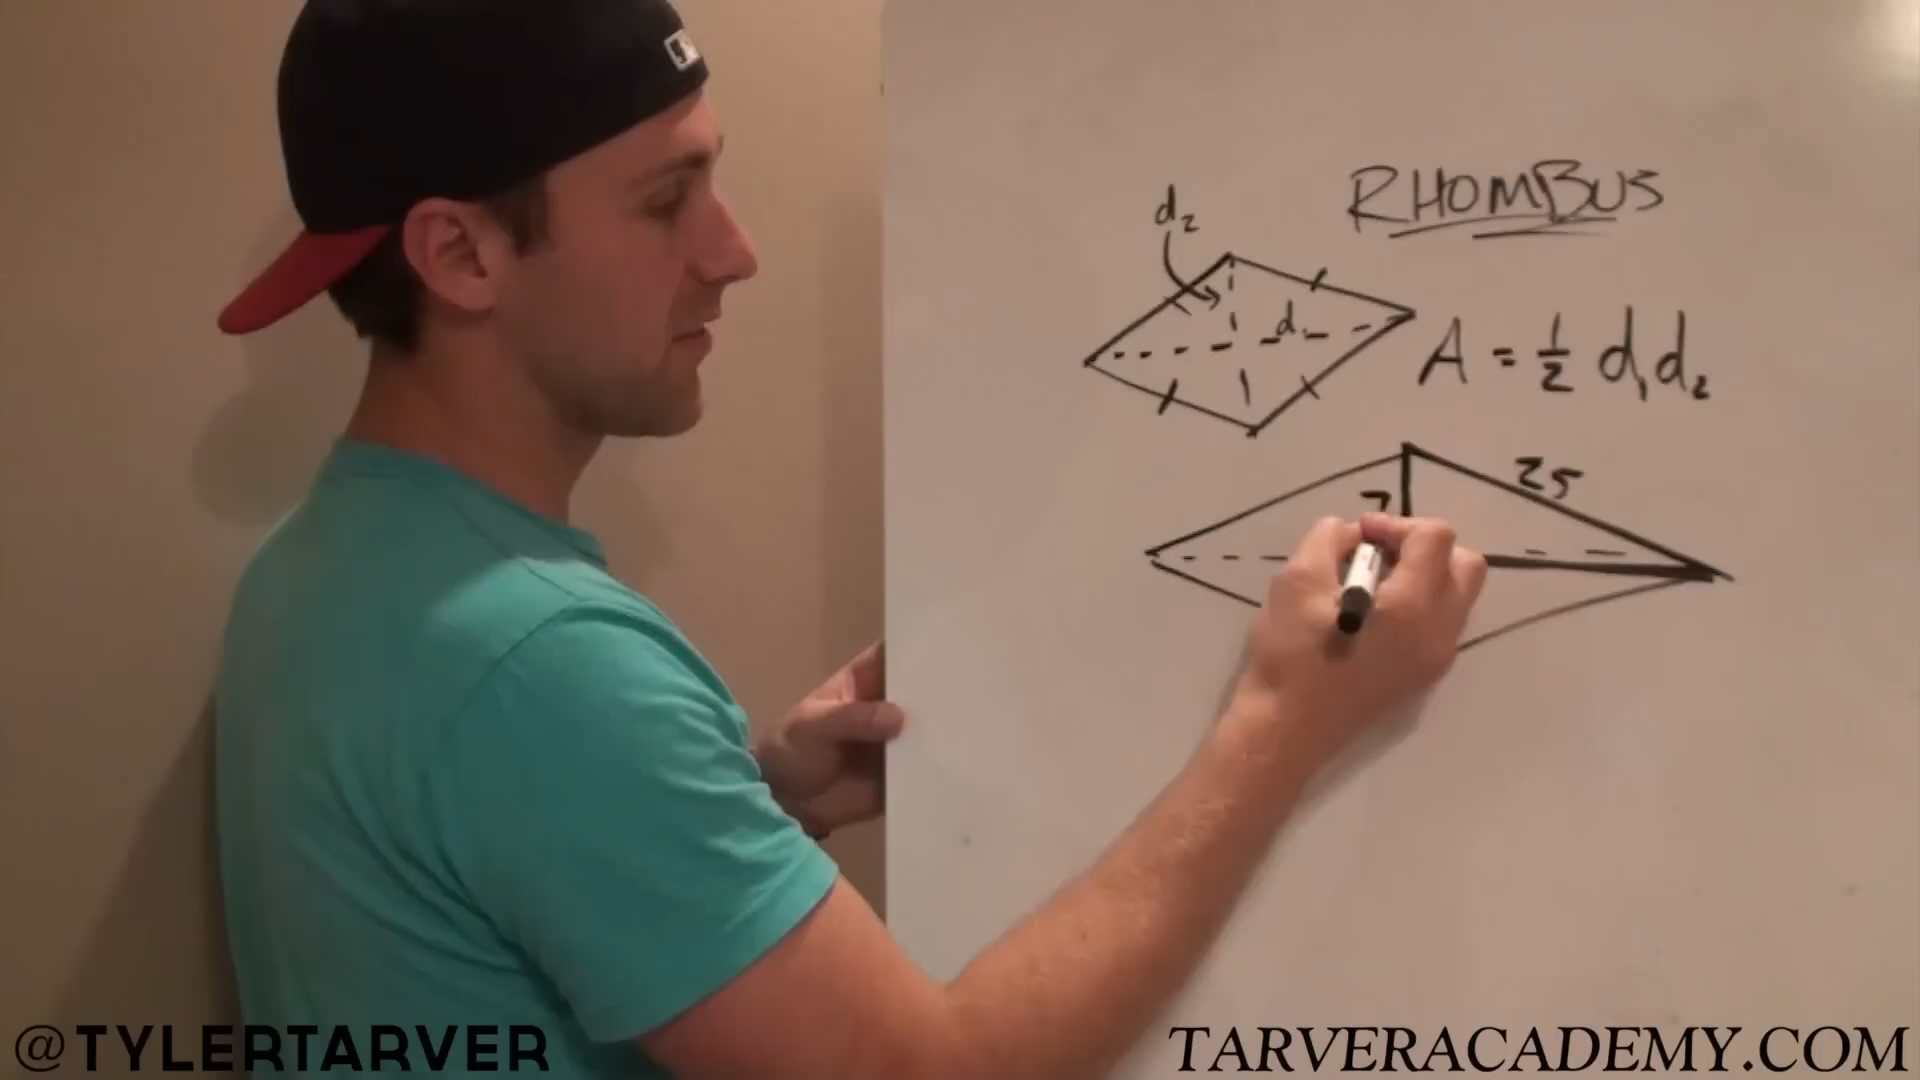 RHOMBUS
d₂
d₁
A = ½ d₁d₂
25
7
@TYLERTARVER
TARVERACADEMY.COM